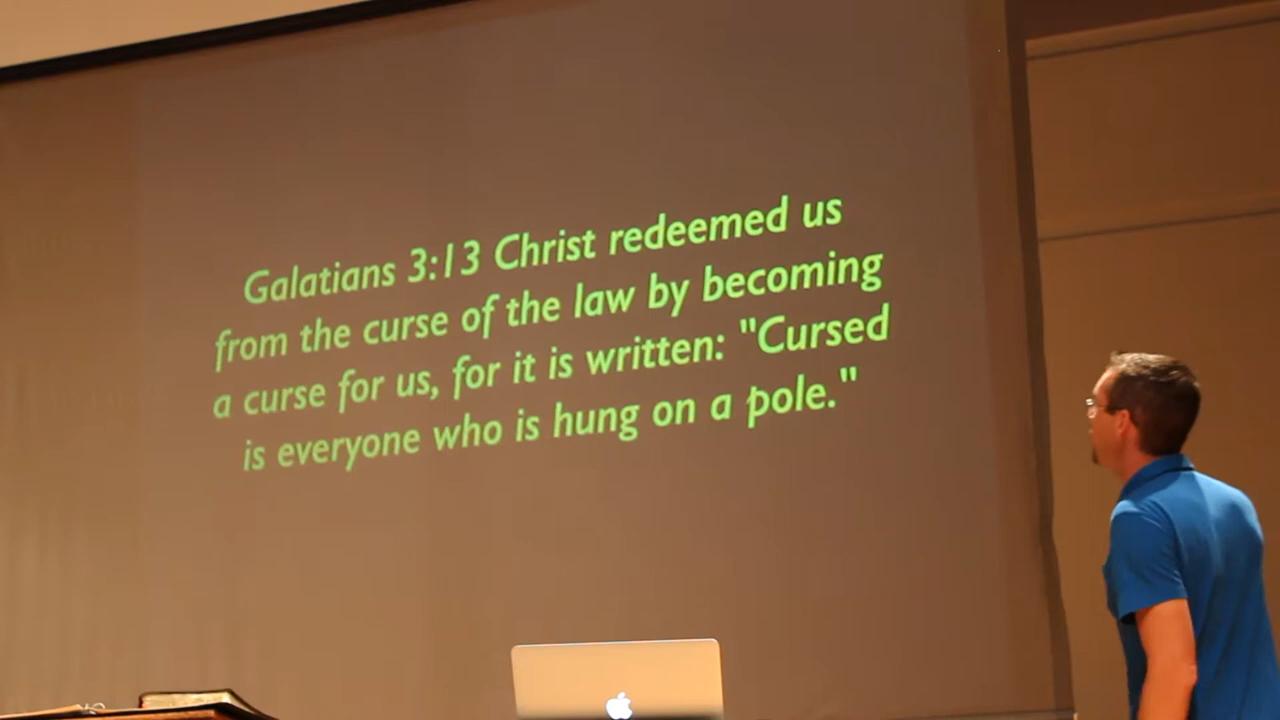 Galatians 3:13 Christ redeemed us
from the curse of the law by becoming
a curse for us, for it is written: "Cursed
is everyone who is hung on a pole."